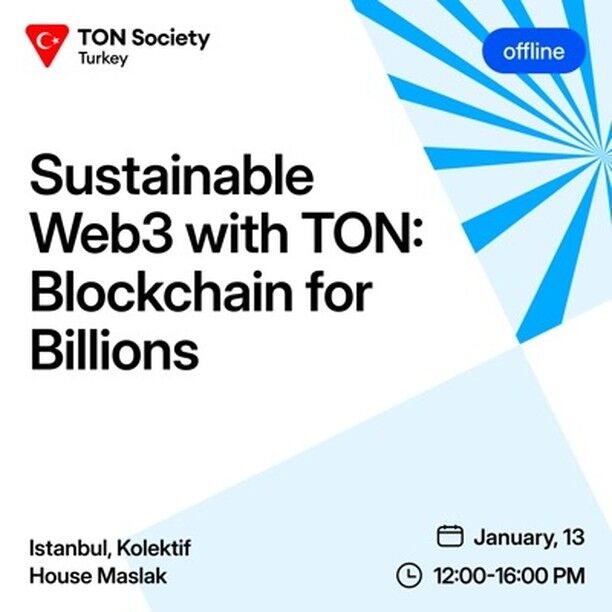 TON Society
Turkey
offline
Sustainable
Web3 with TON:
Blockchain for
Billions
Istanbul, Kolektif
House Maslak
January, 13
12:00-16:00 PM